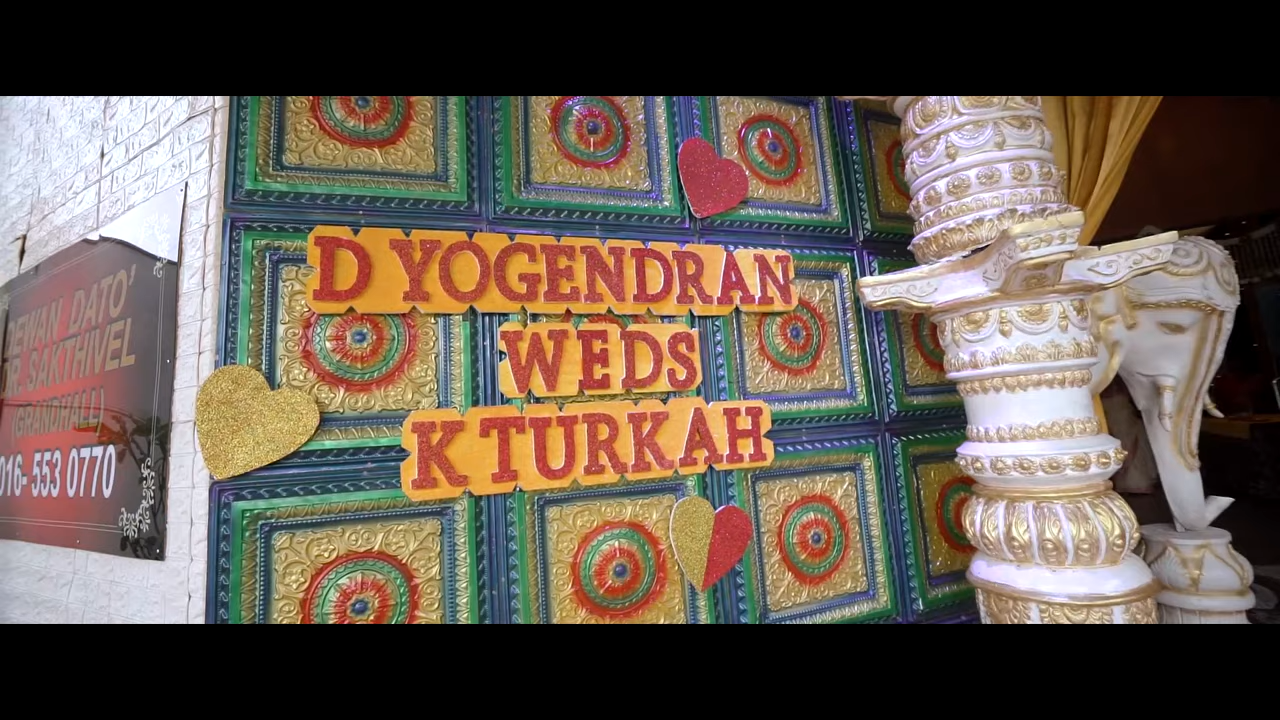 D YOGENDRAN
WEDS
K TURKAH
DEWAN DATO'
DR. SAKTHIVEL
(GRANDHALL)
016-553 0770